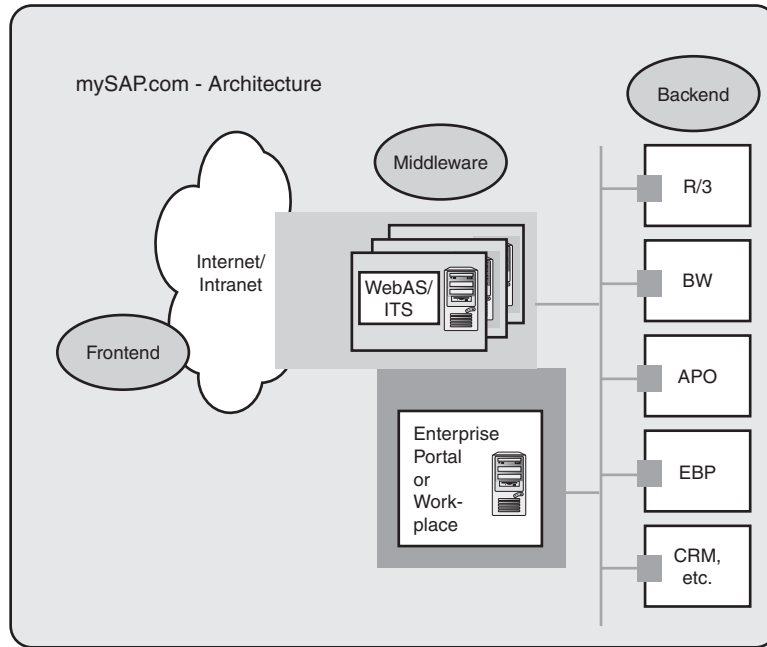 mySAP.com - Architecture
Backend
Middleware
R/3
Internet/
Intranet
WebAS/
ITS
BW
Frontend
APO
Enterprise
Portal
or
Work-
place
EBP
CRM,
etc.